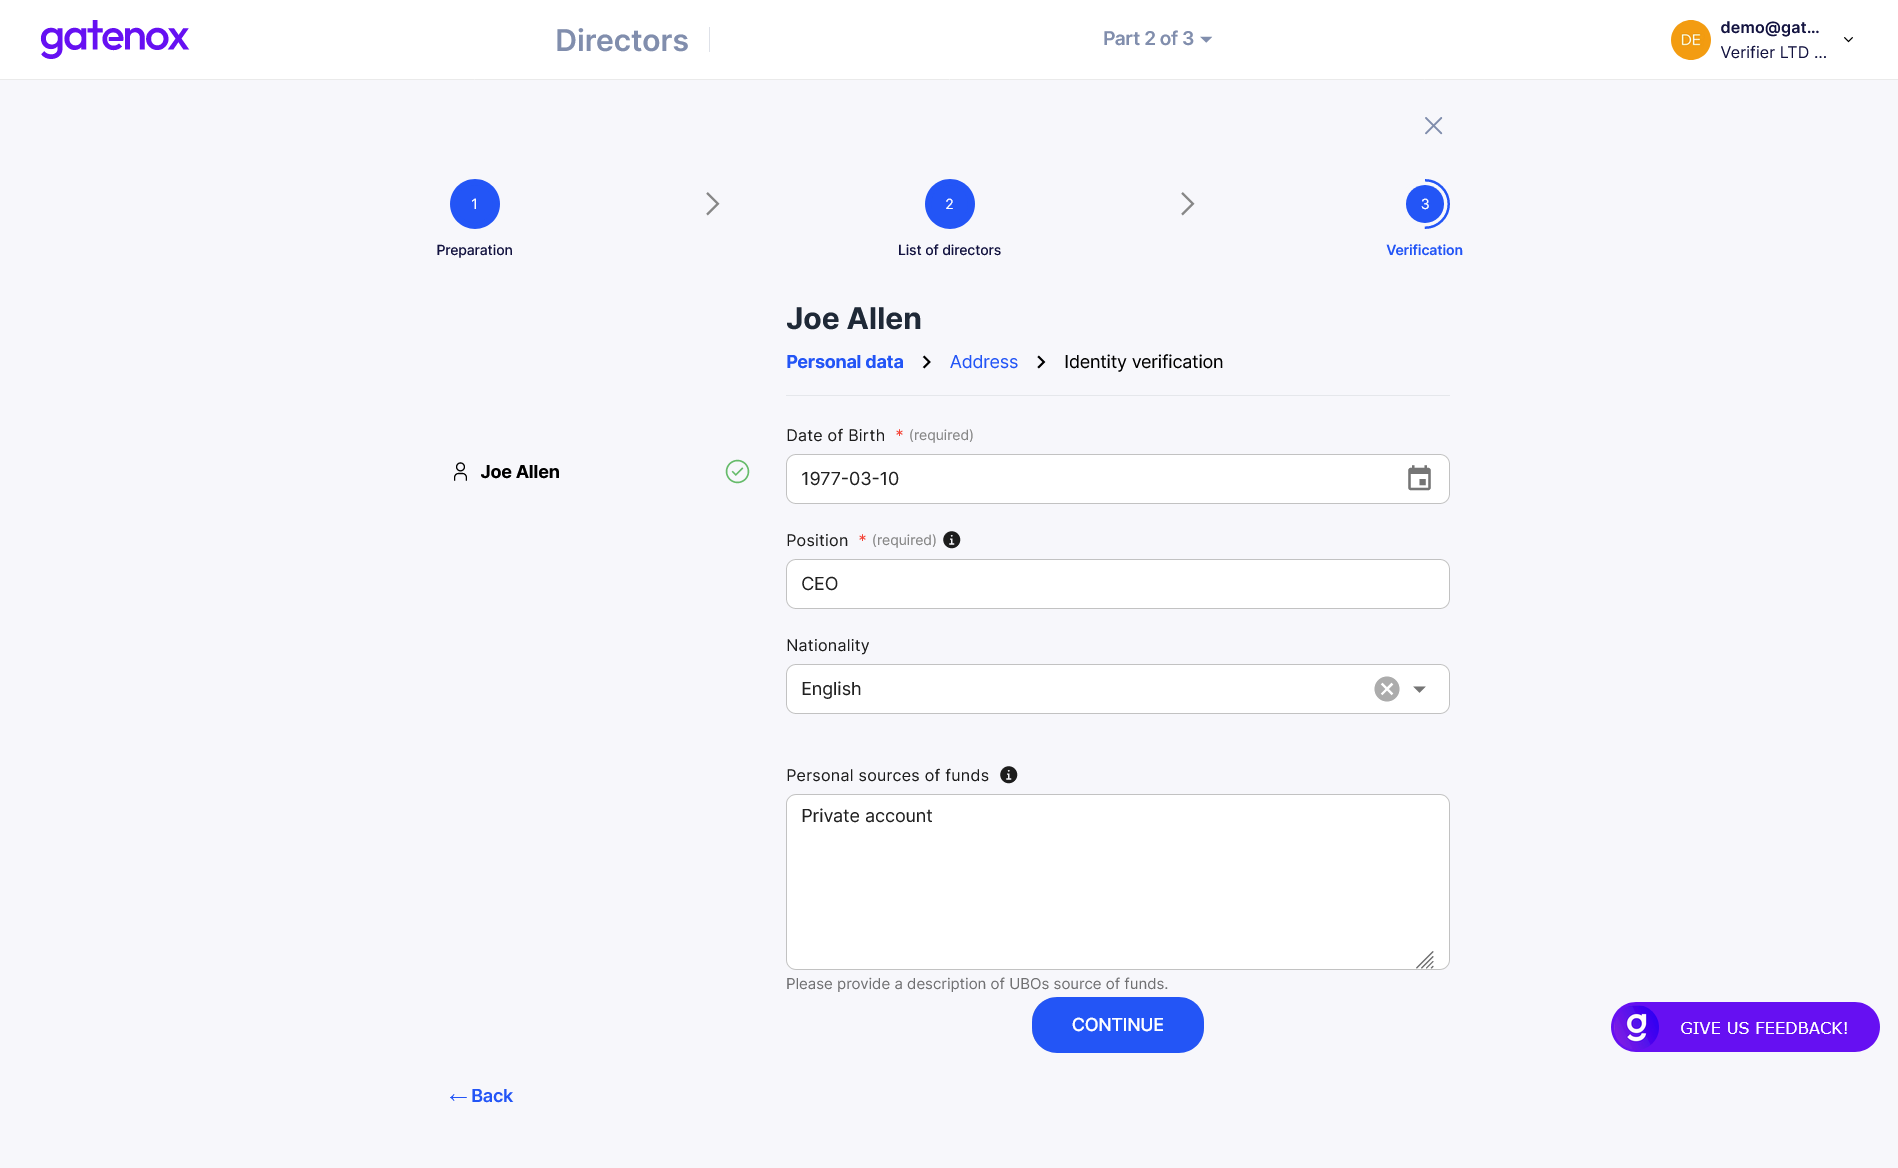 gatenox
Directors
Part 2 of 3
DE
demo@gat...
Verifier LTD ...
1
2
3
Preparation
List of directors
Verification
Joe Allen
Personal data
Address
Identity verification
Joe Allen
Date of Birth * (required)
1977-03-10
Position * (required)
CEO
Nationality
English
Personal sources of funds
Private account
Please provide a description of UBOs source of funds.
CONTINUE
g GIVE US FEEDBACK!
← Back